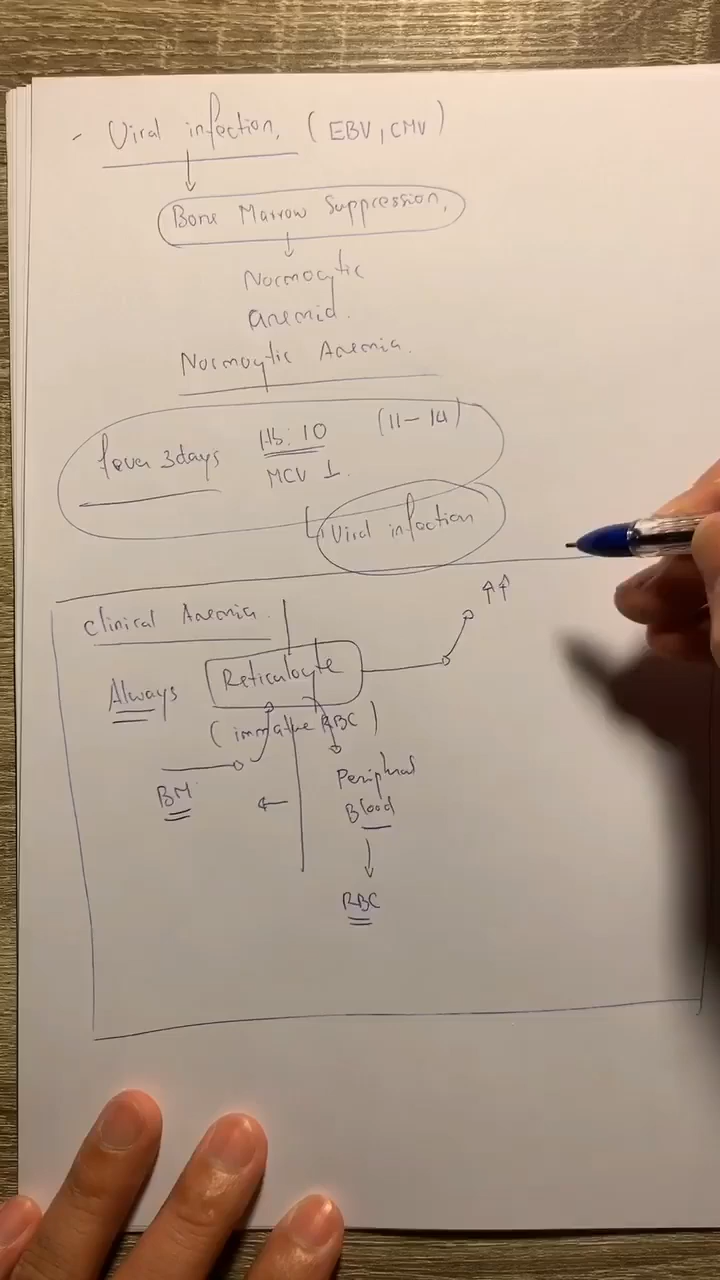 - Viral infection, (EBV, CMV)
↓
Bone Marrow Suppression,
↓
Normocytic
anemia.
Normocytic Anemia.
fever 3days Hb: 10 (11-14)
MCV ⊥.
Viral infection
Clinical Anemia.
↑↑
Always Reticulocyte
(immature RBC)
BM
Peripheral
← Blood
↓
RBC